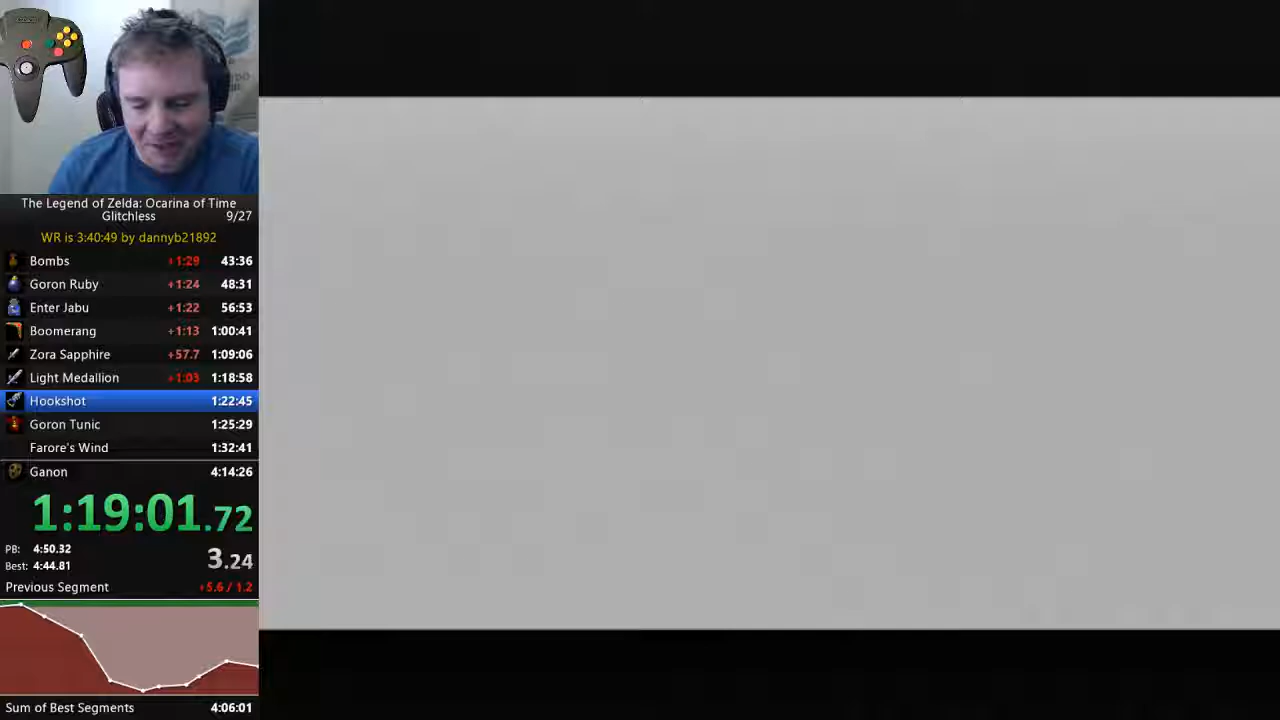 The Legend of Zelda: Ocarina of Time
Glitchless 9/27
WR is 3:40:49 by dannyb21892
Bombs +1:29 43:36
Goron Ruby +1:24 48:31
Enter Jabu +1:22 56:53
Boomerang +1:13 1:00:41
Zora Sapphire +57.7 1:09:06
Light Medallion +1:03 1:18:58
Hookshot 1:22:45
Goron Tunic 1:25:29
Farore's Wind 1:32:41
Ganon 4:14:26
1:19:01.72
PB: 4:50.32
Best: 4:44.81
3.24
Previous Segment +5.6 / 1.2
Sum of Best Segments 4:06:01